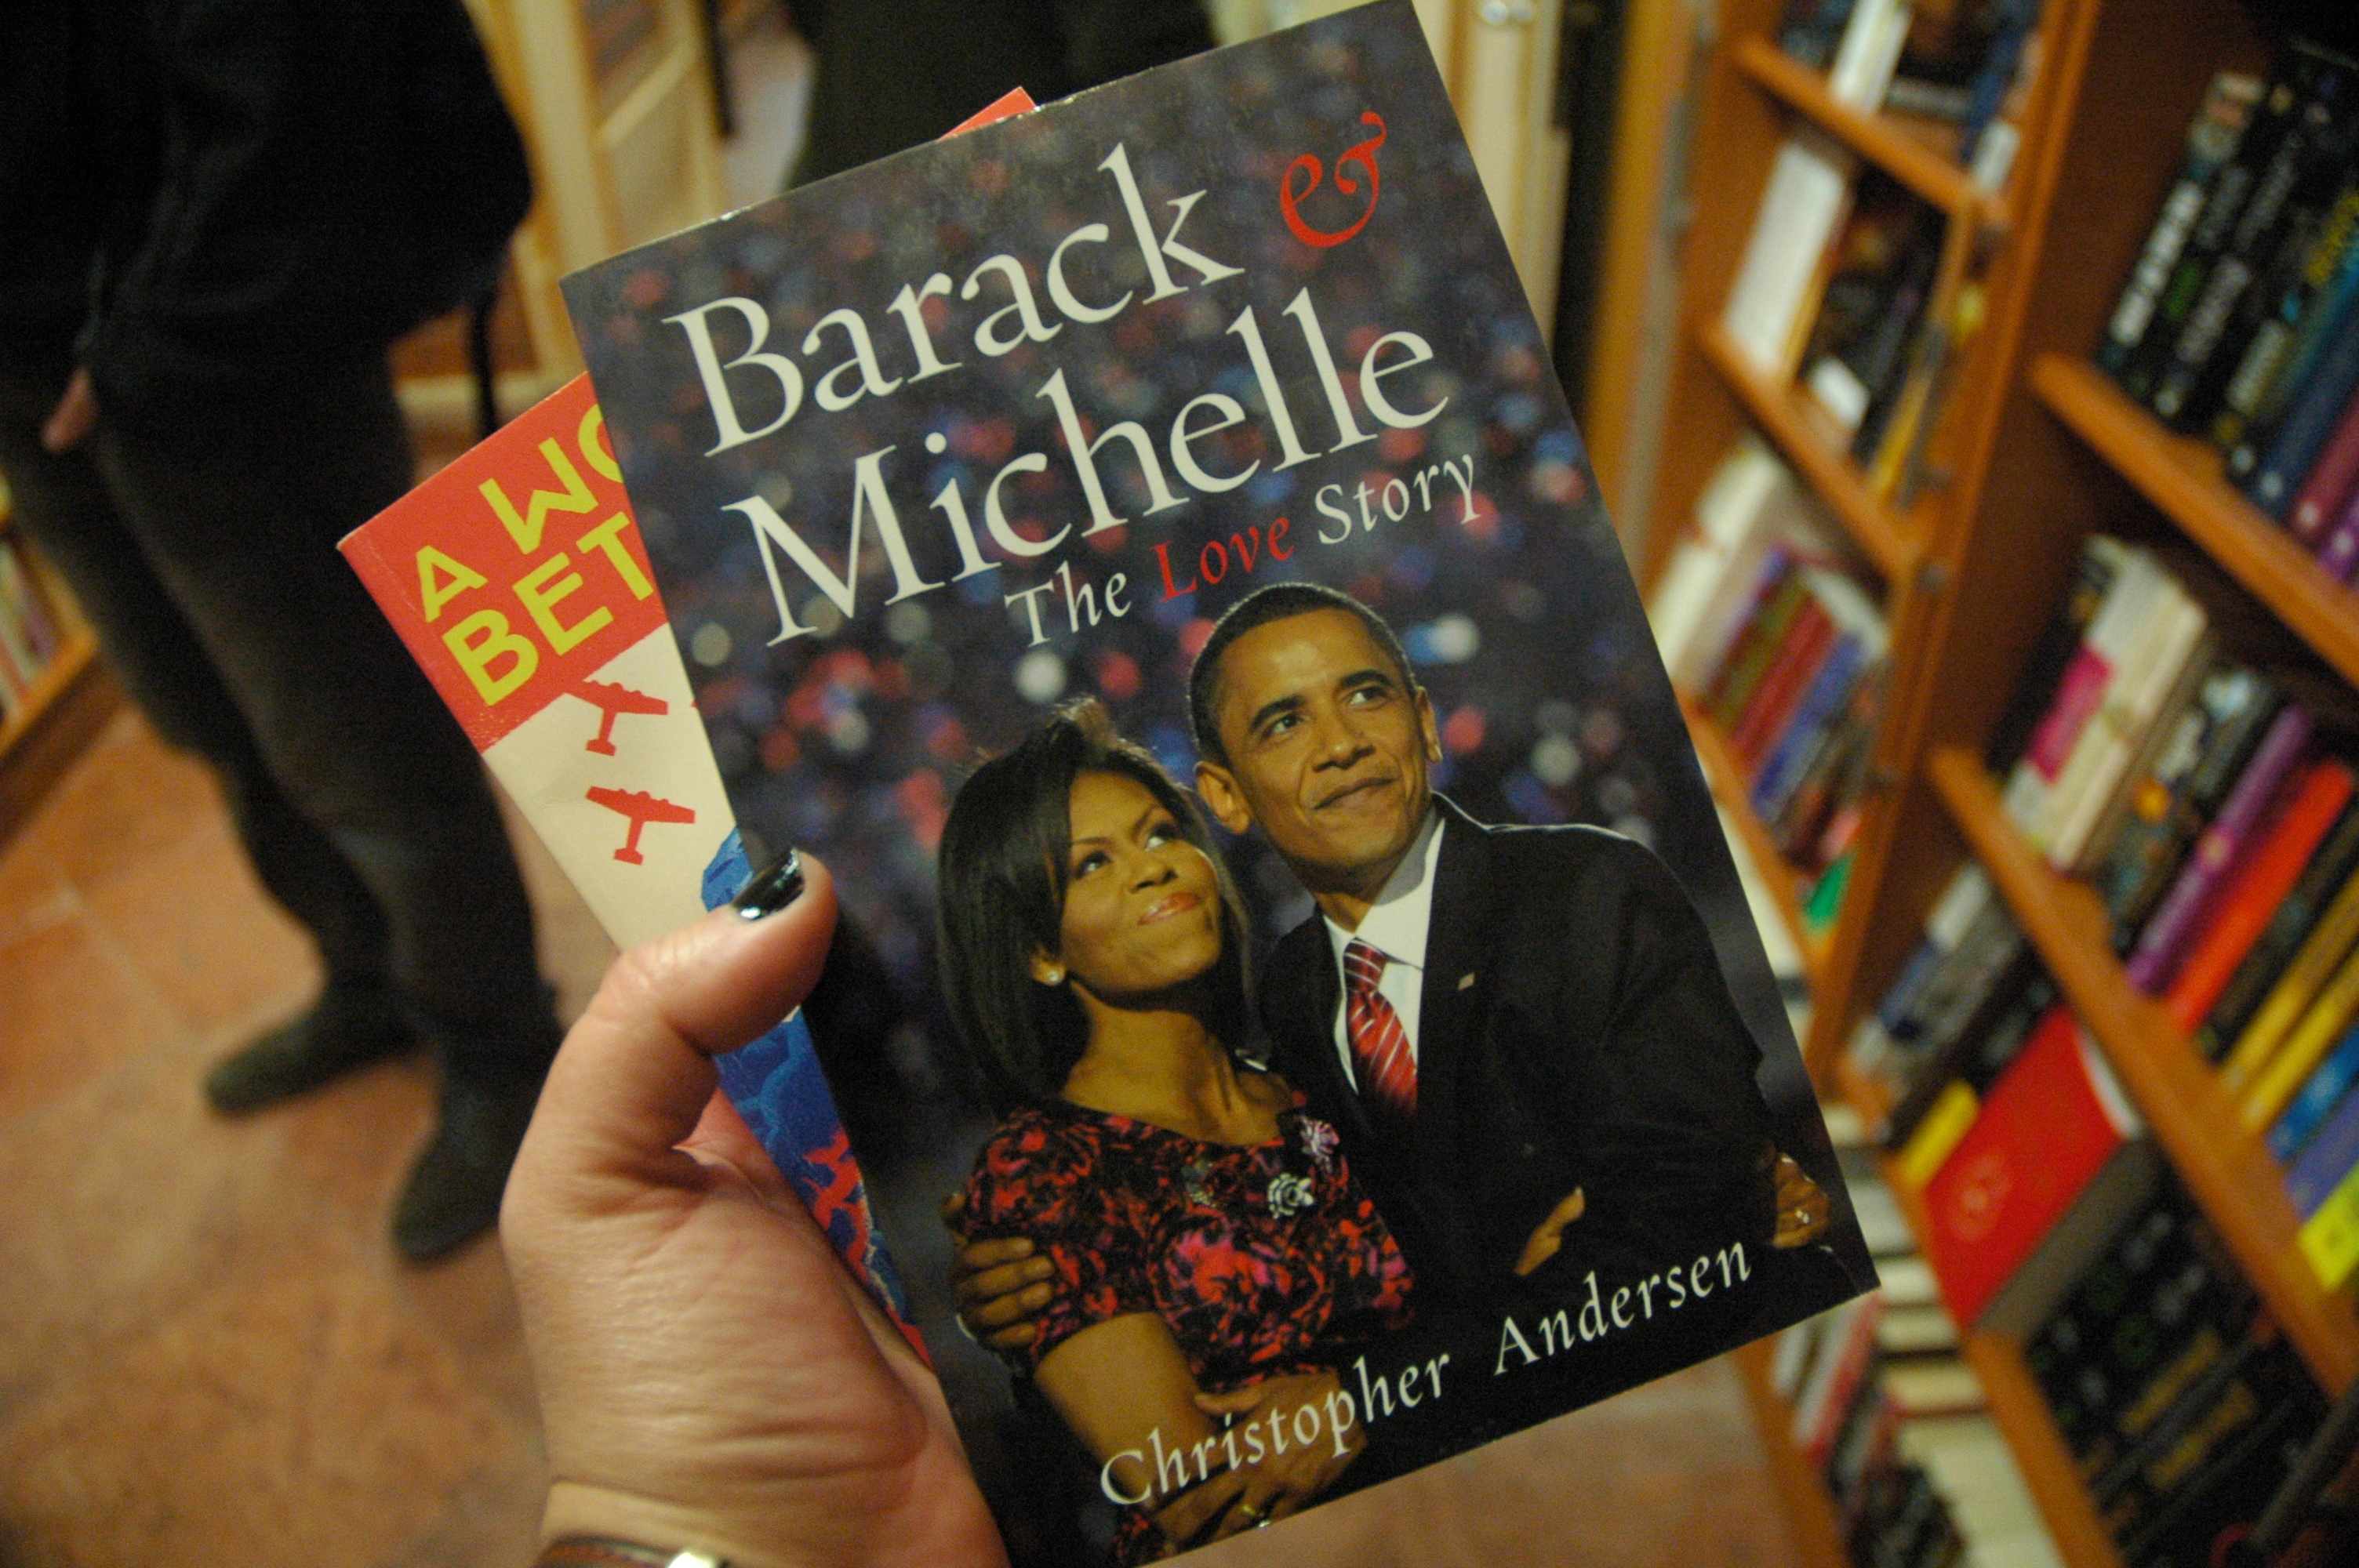 Barack &
Michelle
The Love Story
Christopher Andersen
A WO
BET